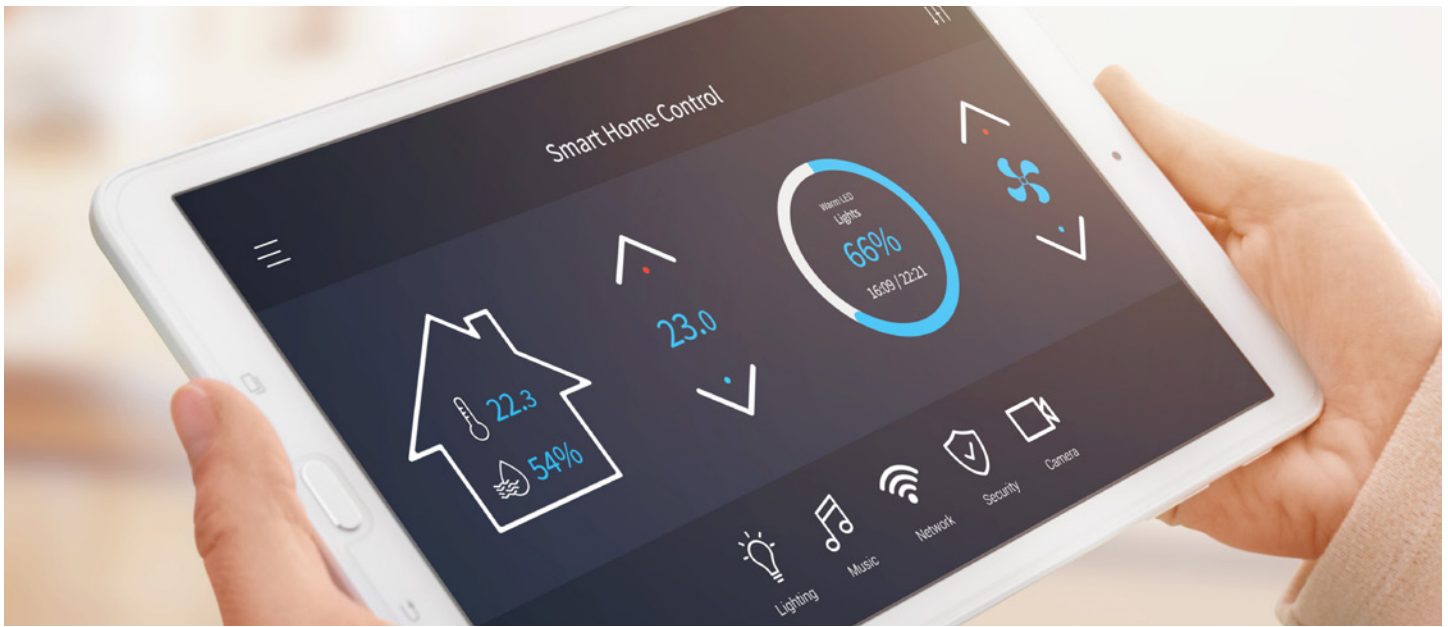 Smart Home Control
22.3
54%
23.0
Warm LED
Lights
66%
16:09 / 22:21
Lighting
Music
Network
Security
Camera